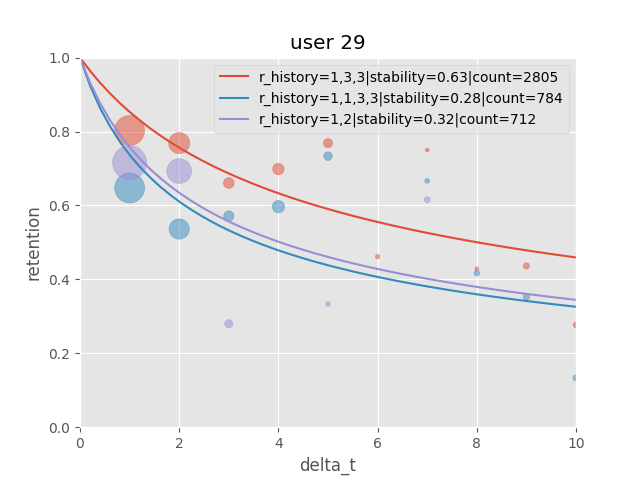 user 29
r_history=1,3,3|stability=0.63|count=2805
r_history=1,1,3,3|stability=0.28|count=784
r_history=1,2|stability=0.32|count=712
1.0
0.8
0.6
0.4
0.2
0.0
retention
0 2 4 6 8 10
delta_t